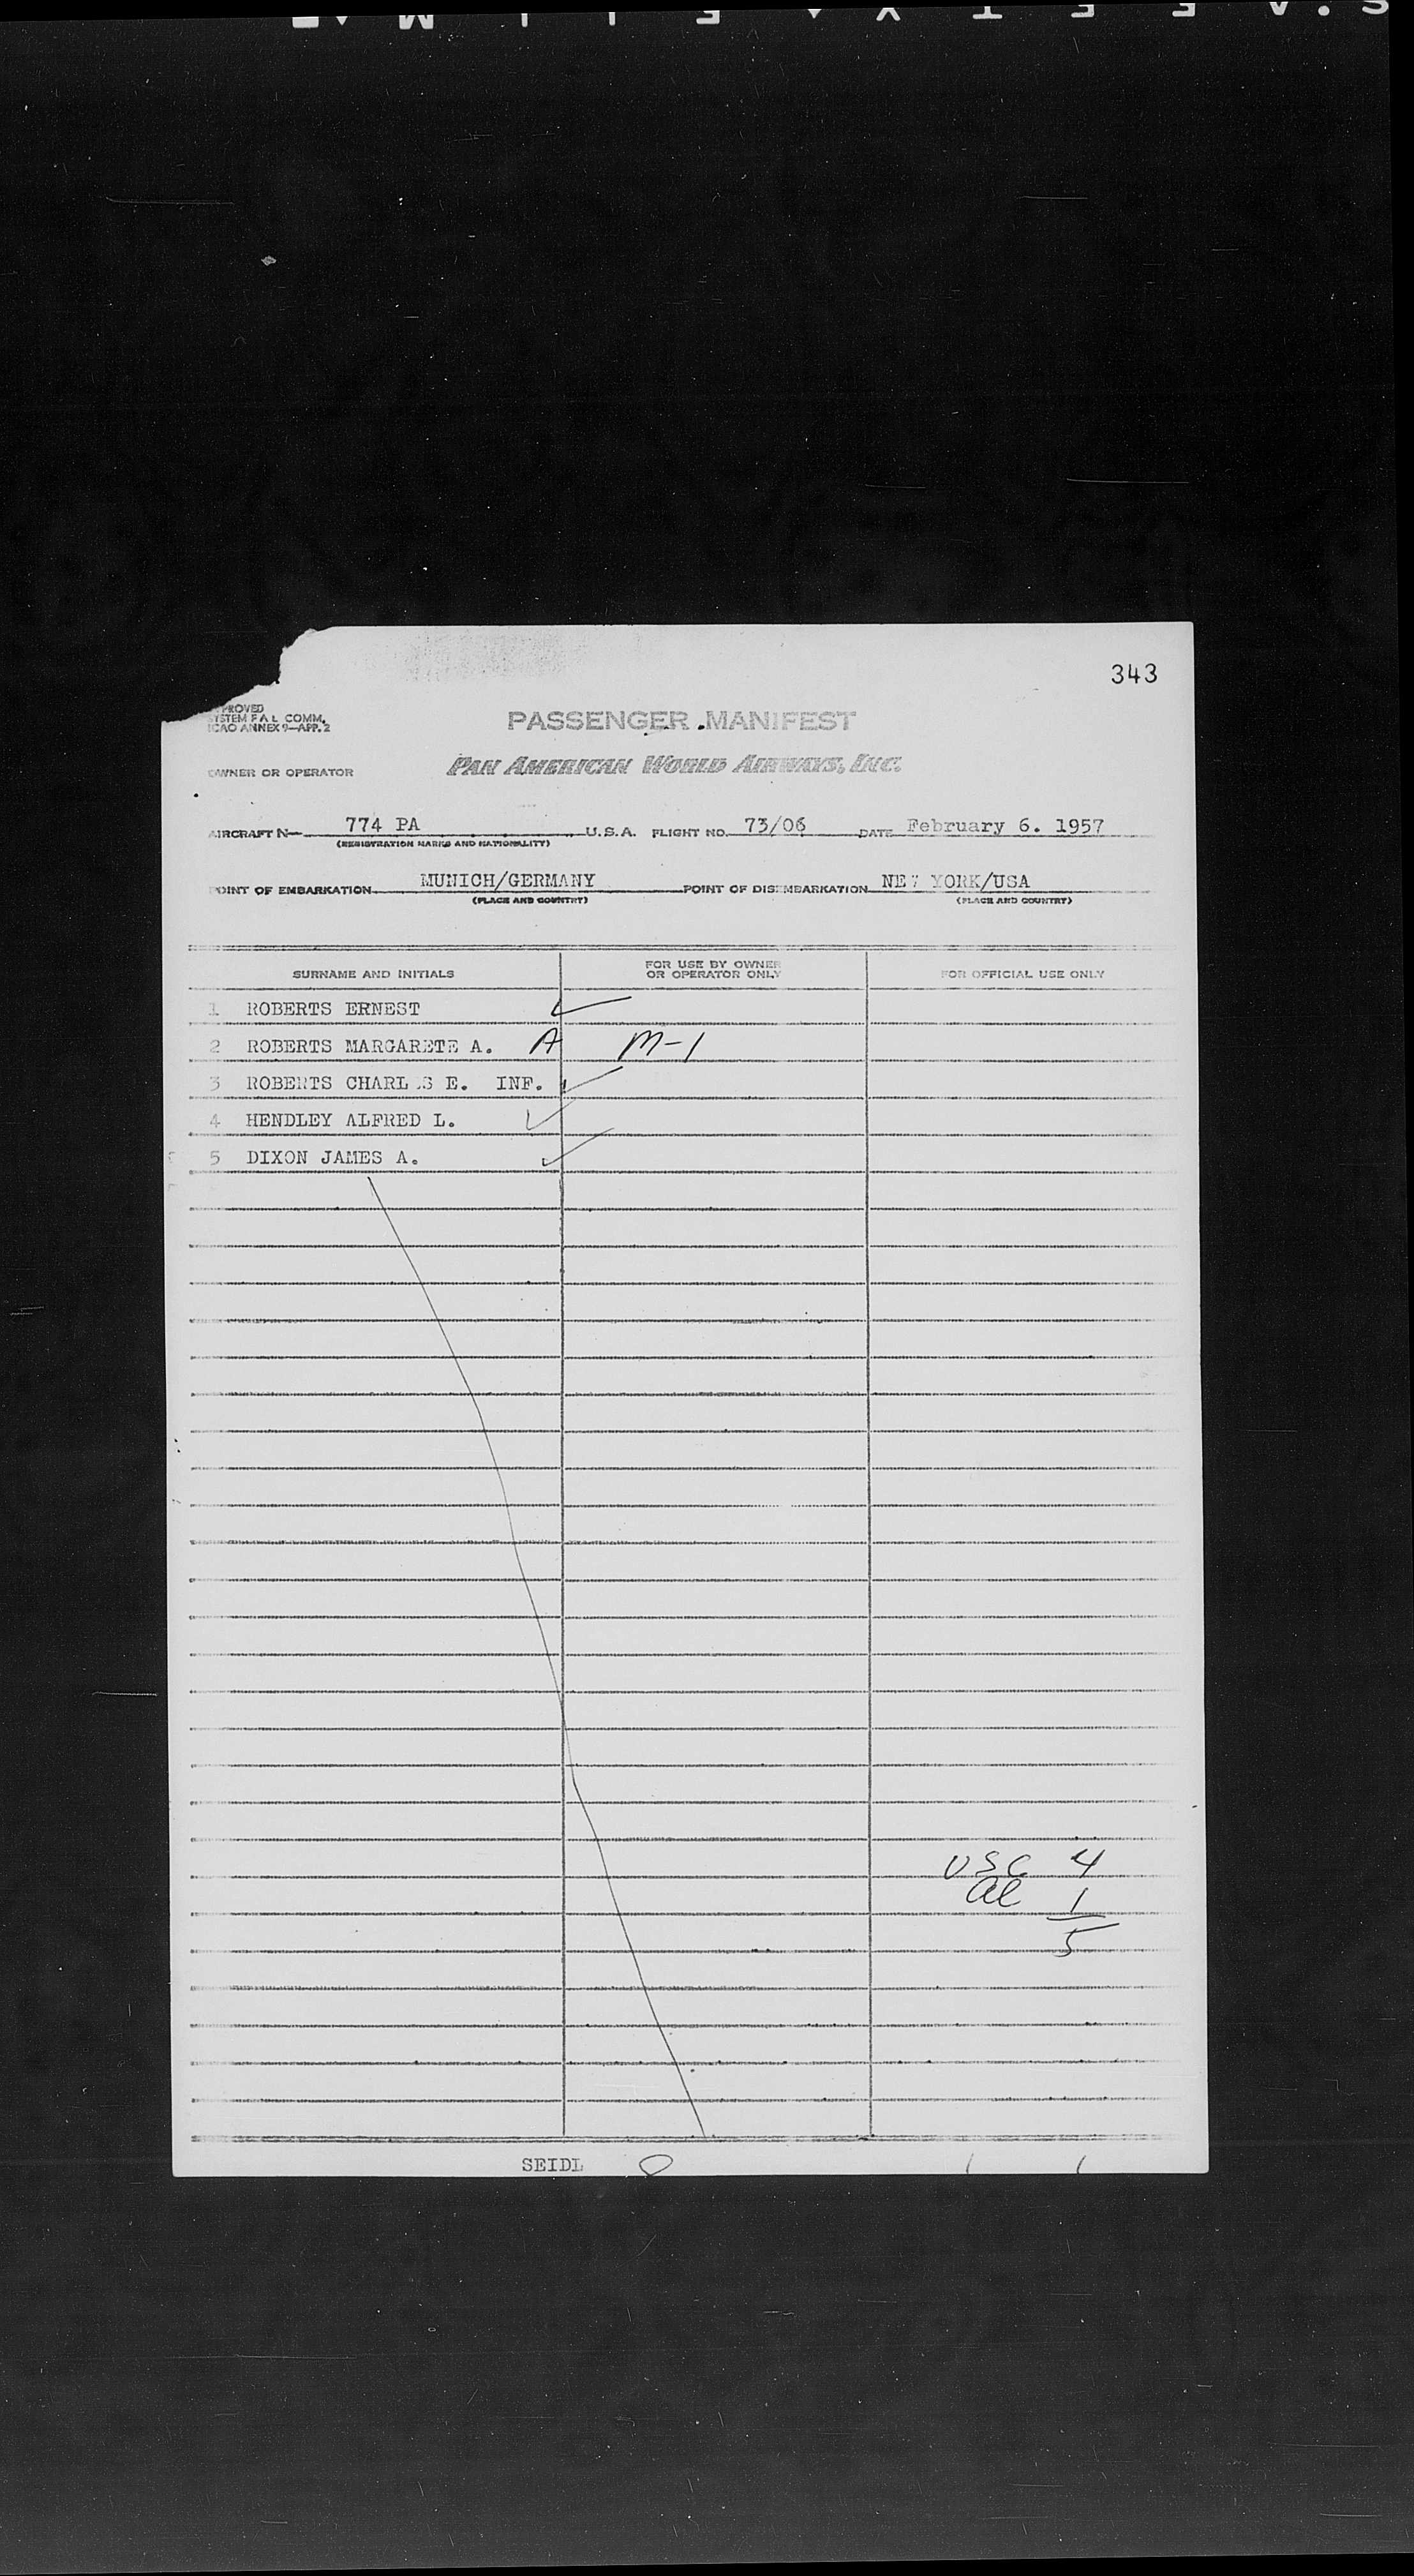 343
PROVED
YSTEM F A L COMM.
ICAO ANNEX 9—APP. 2
PASSENGER MANIFEST
OWNER OR OPERATOR
PAN AMERICAN WORLD AIRWAYS, INC.
AIRCRAFT N— 774 PA U.S.A. FLIGHT NO. 73/06 DATE February 6. 1957
(REGISTRATION MARKS AND NATIONALITY)
POINT OF EMBARKATION MUNICH/GERMANY POINT OF DISEMBARKATION NEW YORK/USA
(PLACE AND COUNTRY) (PLACE AND COUNTRY)
SURNAME AND INITIALS FOR USE BY OWNER OR OPERATOR ONLY FOR OFFICIAL USE ONLY
1 ROBERTS ERNEST
2 ROBERTS MARGARETE A. A M-1
3 ROBERTS CHARL S E. INF.
4 HENDLEY ALFRED L.
5 DIXON JAMES A.
USC 4
al 1
5
SEIDL